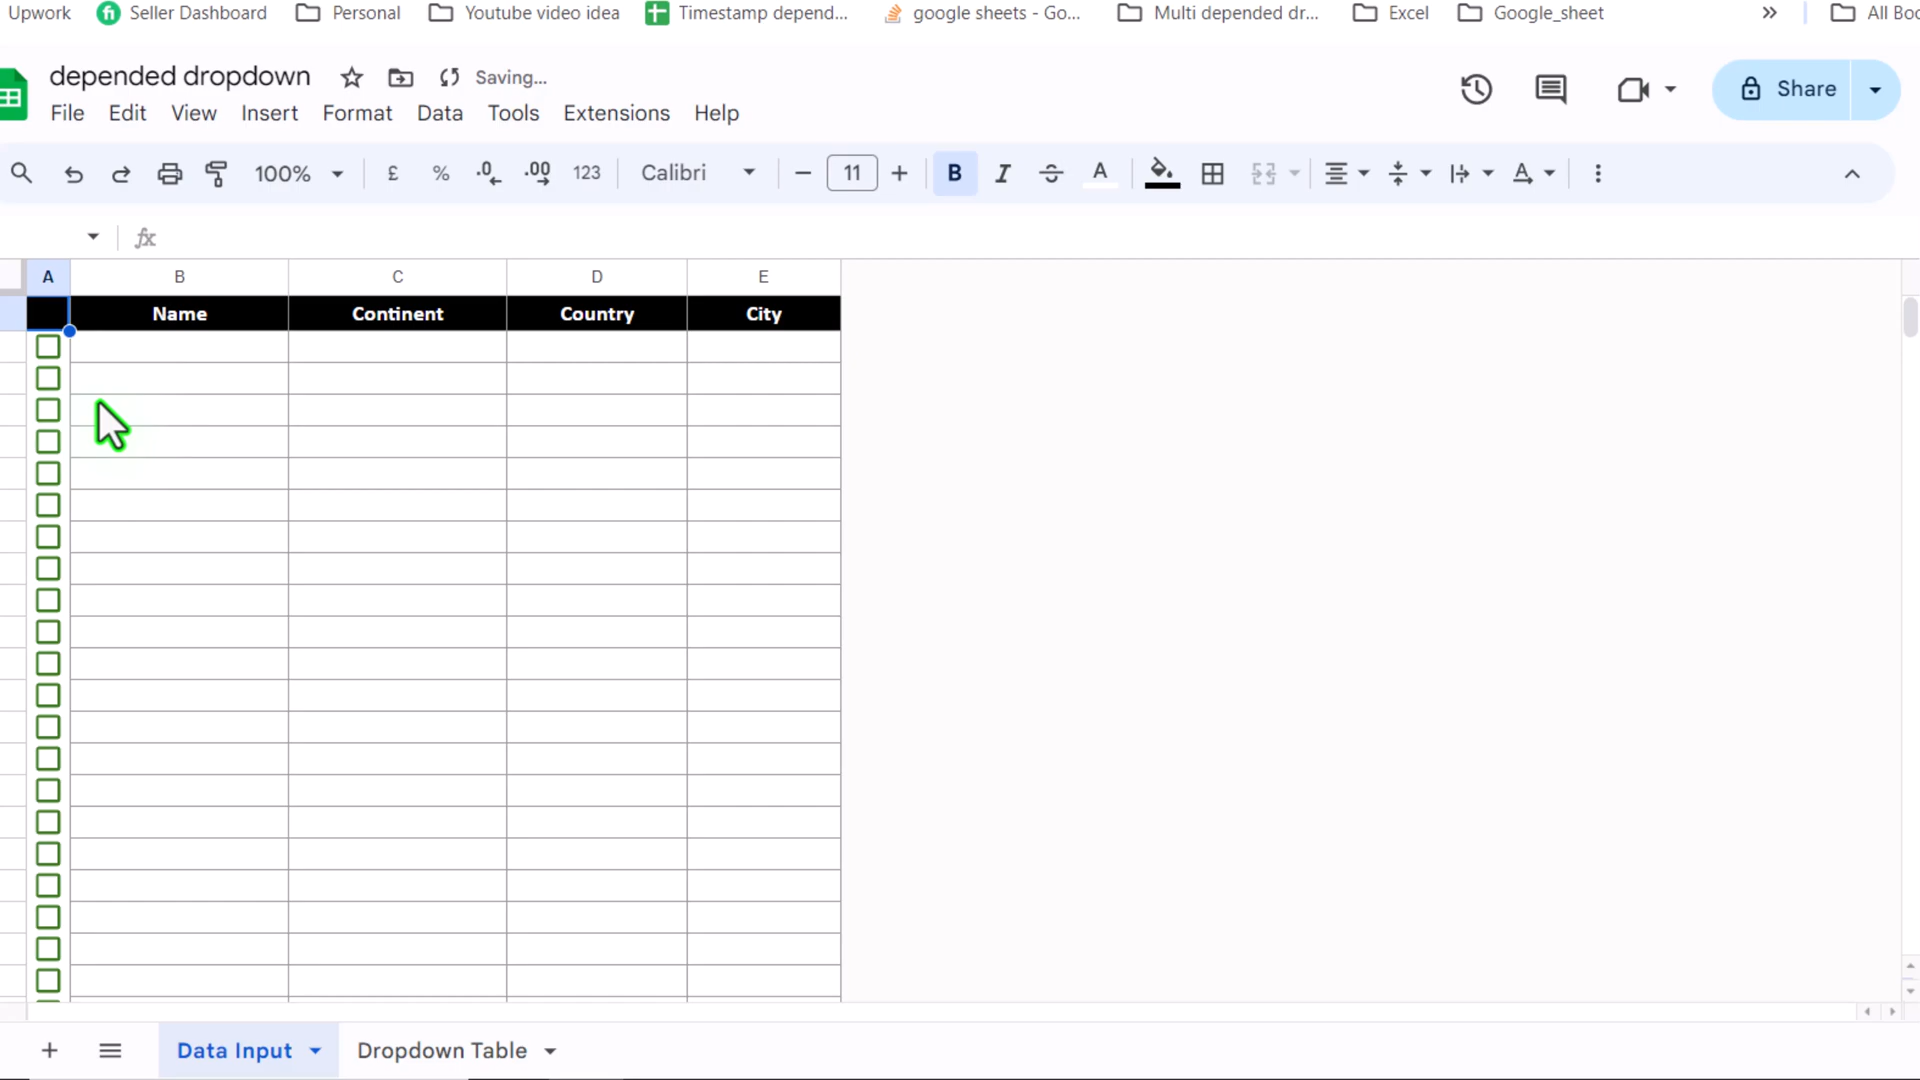 Upwork Seller Dashboard Personal Youtube video idea Timestamp depend... google sheets - Go... Multi depended dr... Excel Google_sheet » All Boo
depended dropdown Saving...
File Edit View Insert Format Data Tools Extensions Help
Share
100% £ % .0 .00 123 Calibri 11 B I S A A
fx
A B C D E
Name Continent Country City
Data Input Dropdown Table